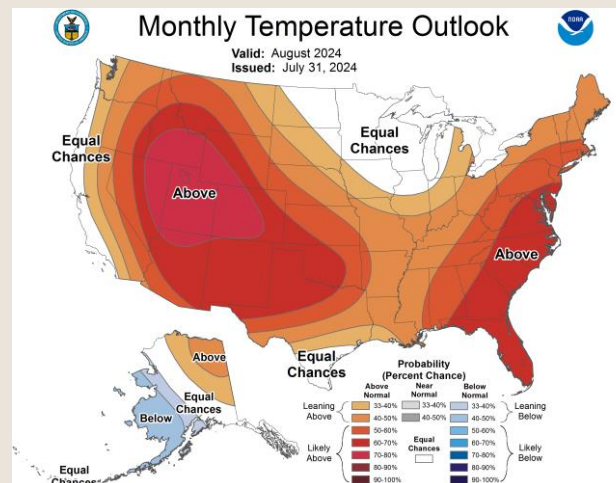 Monthly Temperature Outlook
Valid: August 2024
Issued: July 31, 2024
NOAA
Equal
Chances
Equal
Chances
Above
Above
Equal
Chances
Above
Equal
Chances
Below
Equal
Chances
Probability
(Percent Chance)
Above
Normal
Near
Normal
Below
Normal
Leaning
Above
33-40%
33-40%
33-40%
Leaning
Below
40-50%
40-50%
40-50%
Likely
Above
50-60%
50-60%
Likely
Below
60-70%
Equal
Chances
60-70%
70-80%
70-80%
80-90%
80-90%
90-100%
90-100%